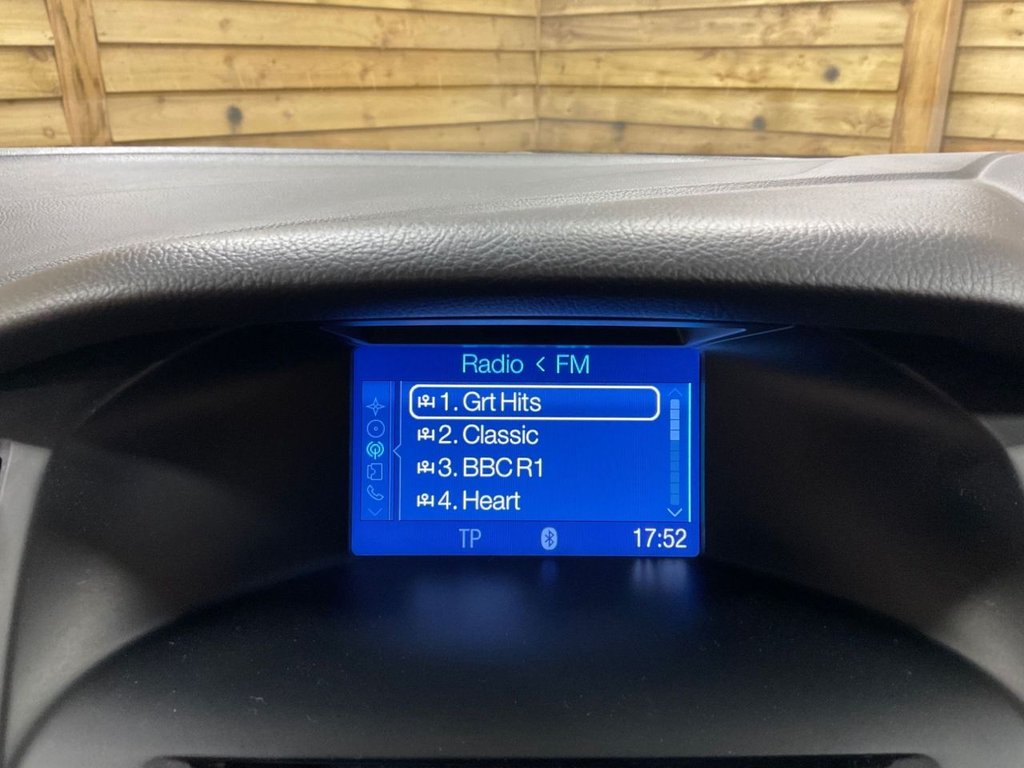 Radio < FM
1. Grt Hits
2. Classic
3. BBC R1
4. Heart
TP 17:52